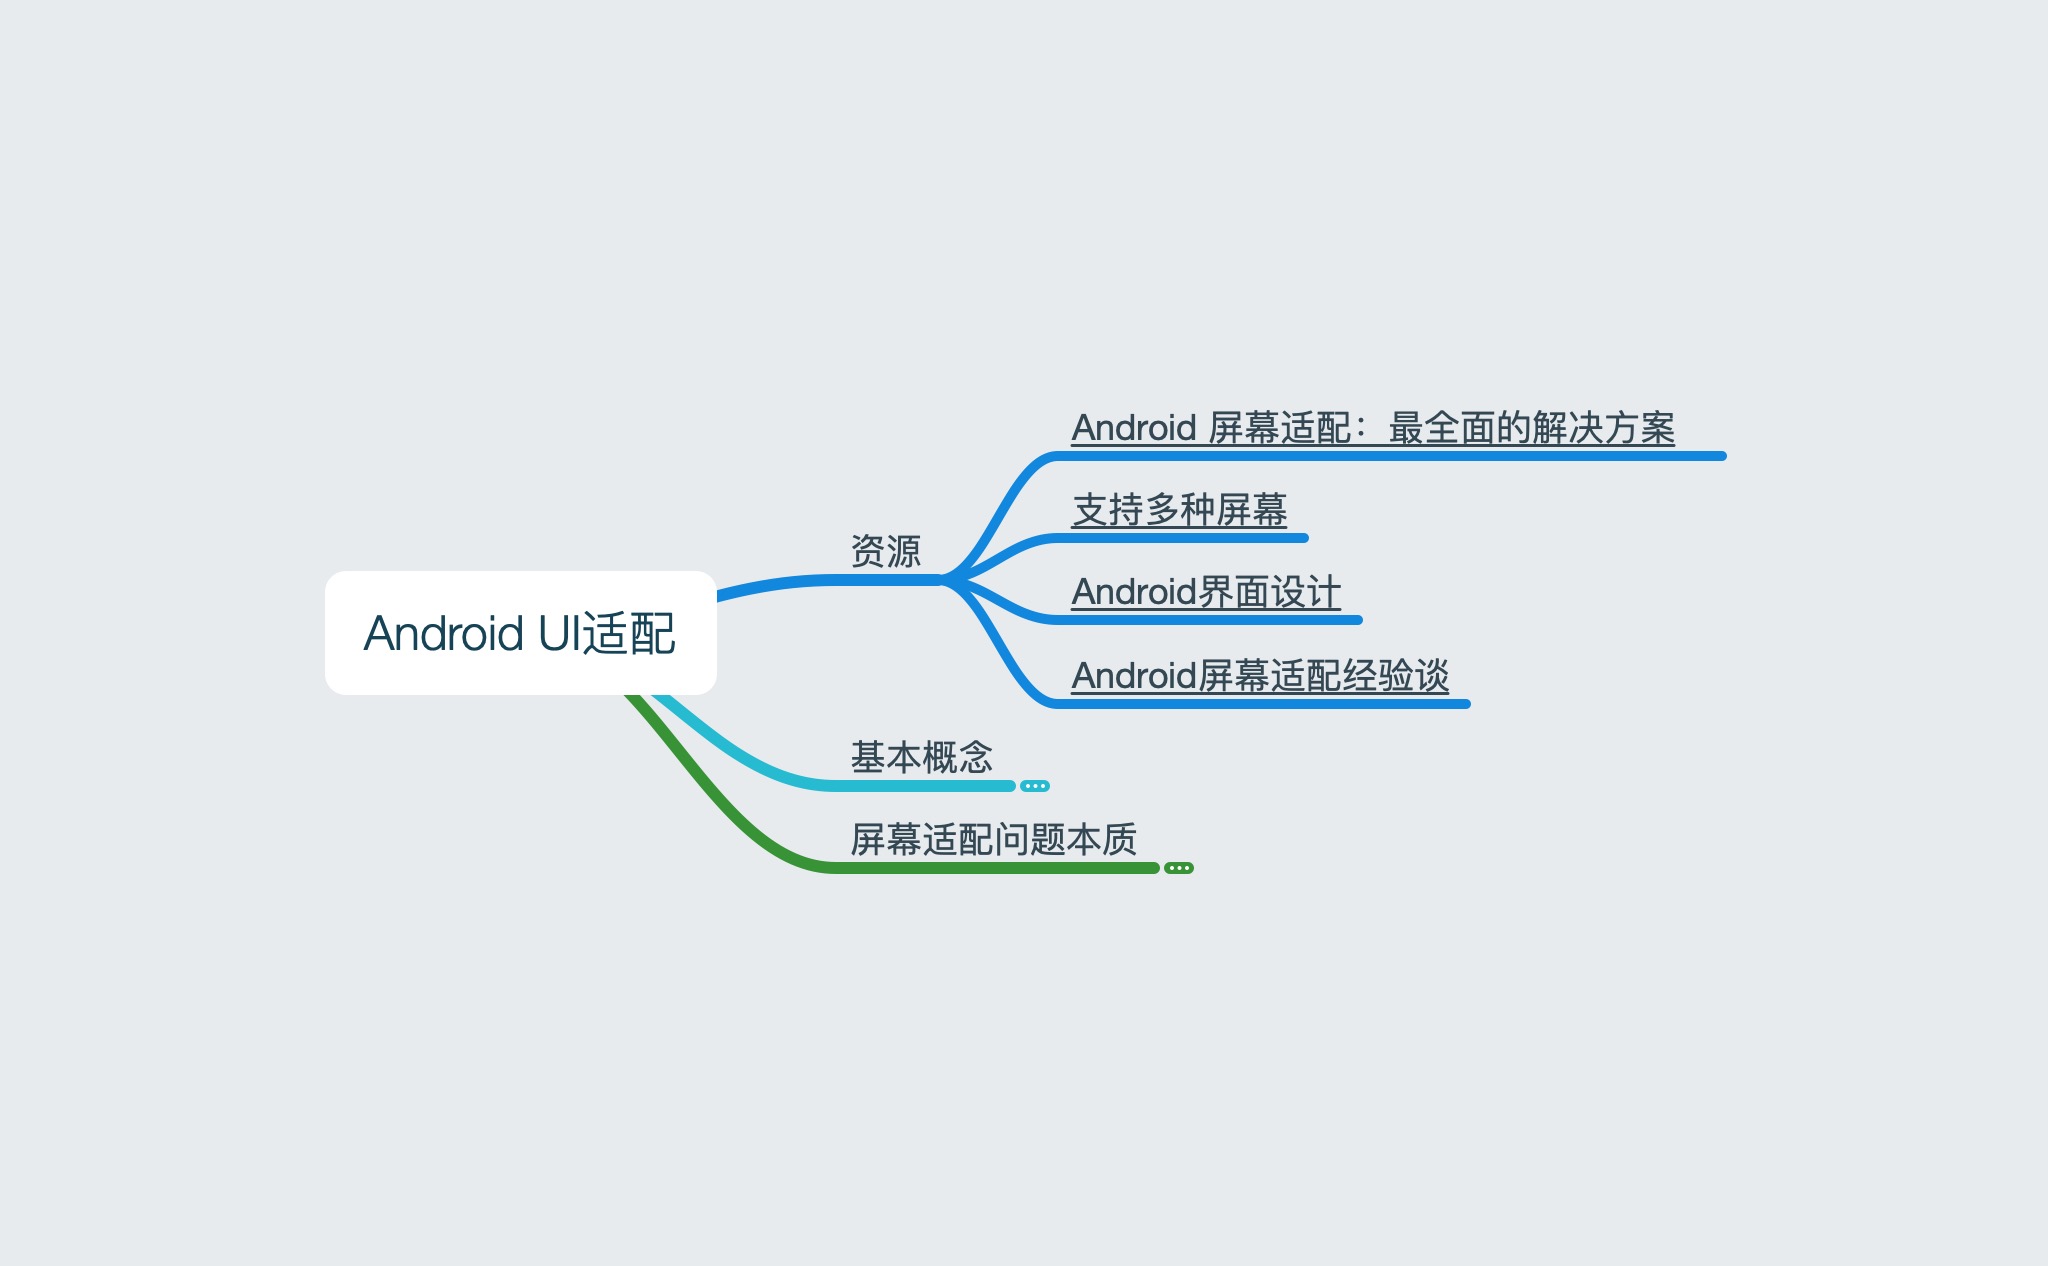 Android UI适配
资源
Android 屏幕适配：最全面的解决方案
支持多种屏幕
Android界面设计
Android屏幕适配经验谈
基本概念
屏幕适配问题本质